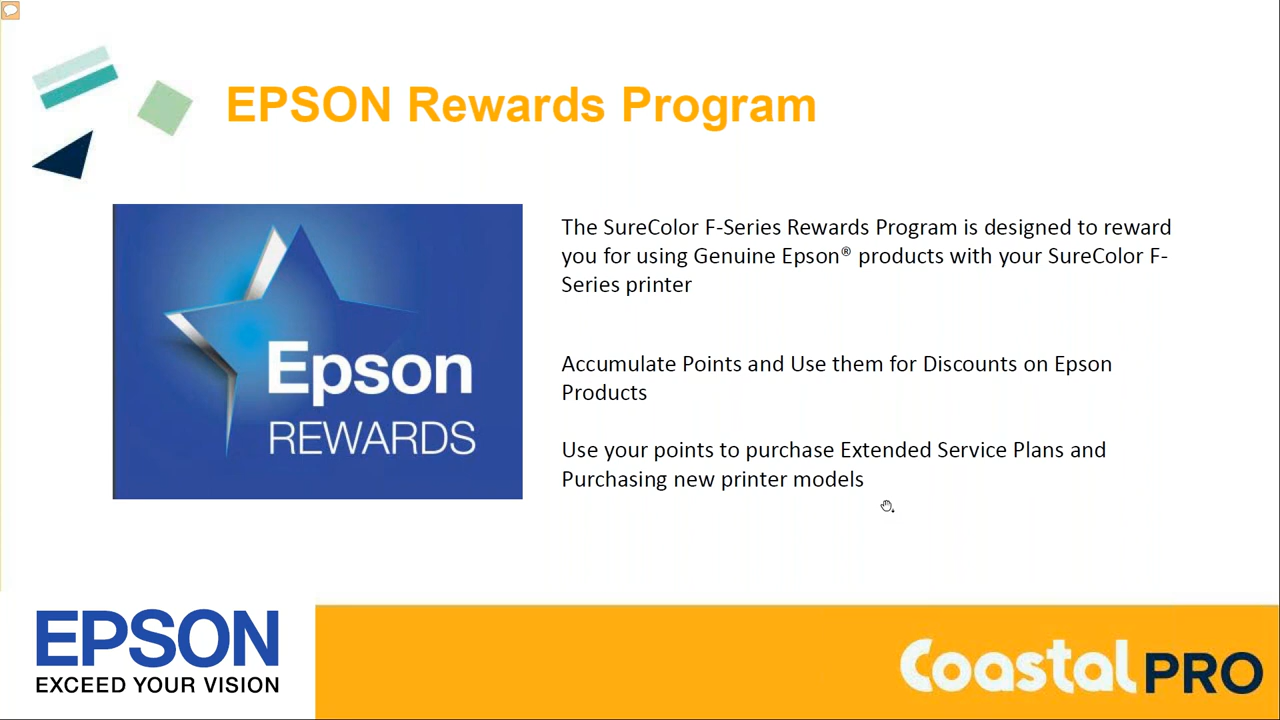 EPSON Rewards Program
Epson
REWARDS
The SureColor F-Series Rewards Program is designed to reward
you for using Genuine Epson® products with your SureColor F-
Series printer
Accumulate Points and Use them for Discounts on Epson
Products
Use your points to purchase Extended Service Plans and
Purchasing new printer models
EPSON
EXCEED YOUR VISION
Coastal PRO